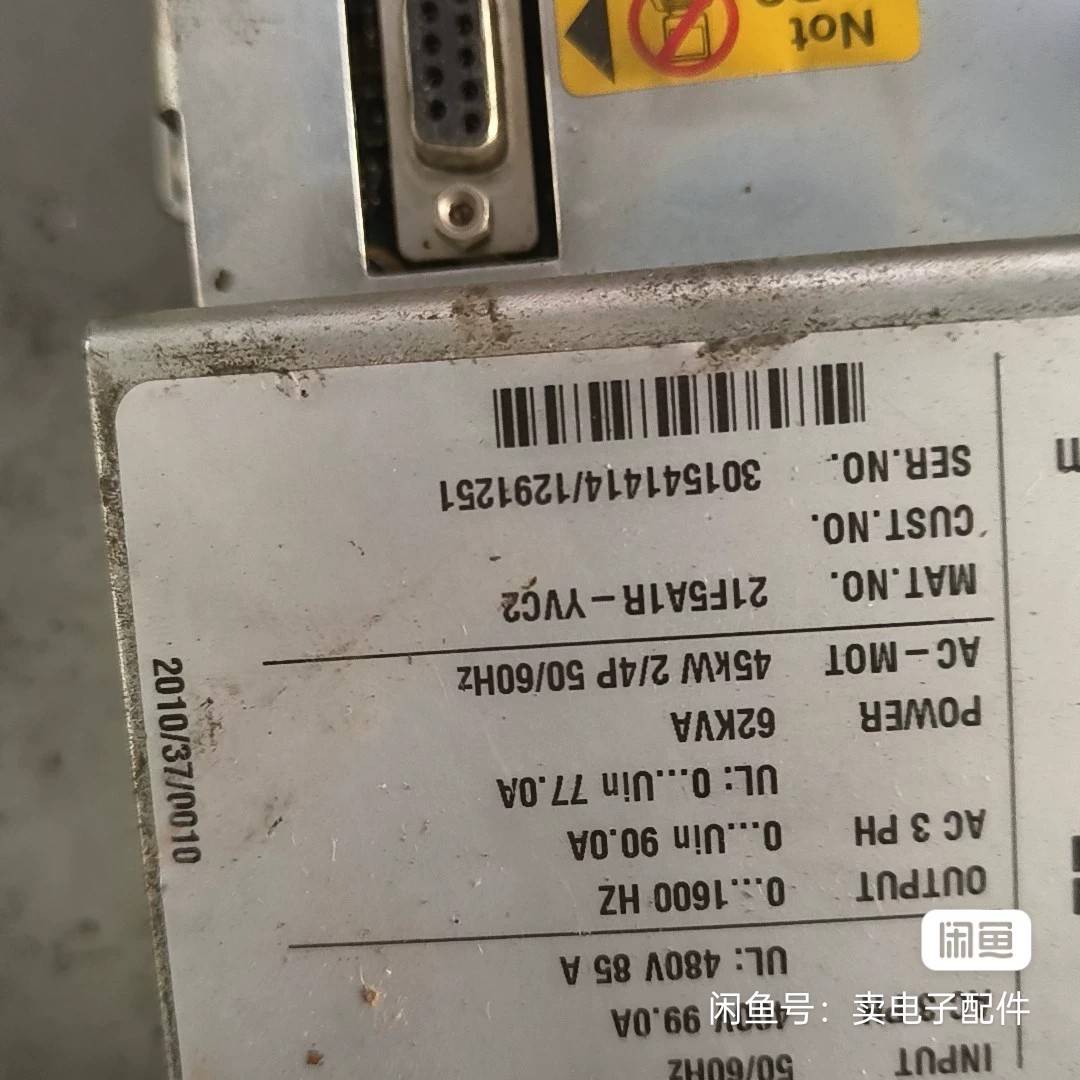 Not
INPUT 50/60Hz
400V 99.0A
UL: 480V 85 A
OUTPUT 0...1600 HZ
AC 3 PH 0...Uin 90.0A
UL: 0...Uin 77.0A
POWER 62KVA
AC-MOT 45kW 2/4P 50/60Hz
MAT.NO. 21F5A1R-YVC2
CUST.NO.
SER.NO. 30154141​4/1291251
2010/37/0010
闲鱼
闲鱼号：卖电子配件